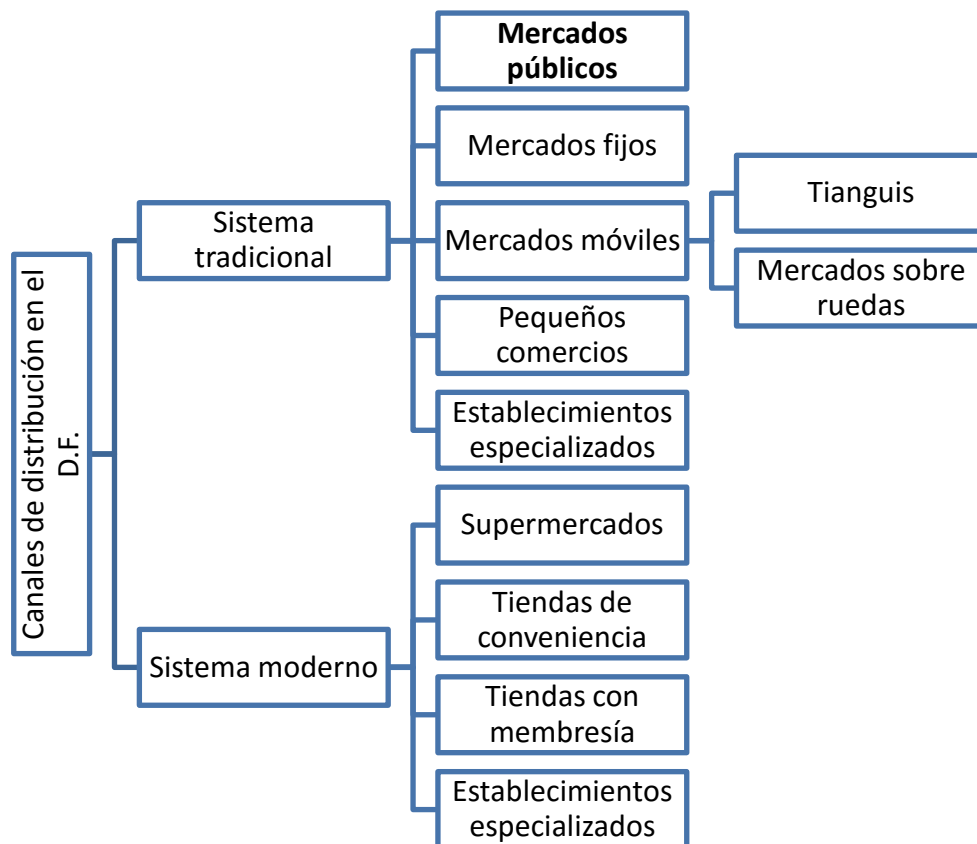 Canales de distribución en el
D.F.
Sistema
tradicional
Mercados
públicos
Mercados fijos
Mercados móviles
Tianguis
Mercados sobre
ruedas
Pequeños
comercios
Establecimientos
especializados
Sistema moderno
Supermercados
Tiendas de
conveniencia
Tiendas con
membresía
Establecimientos
especializados